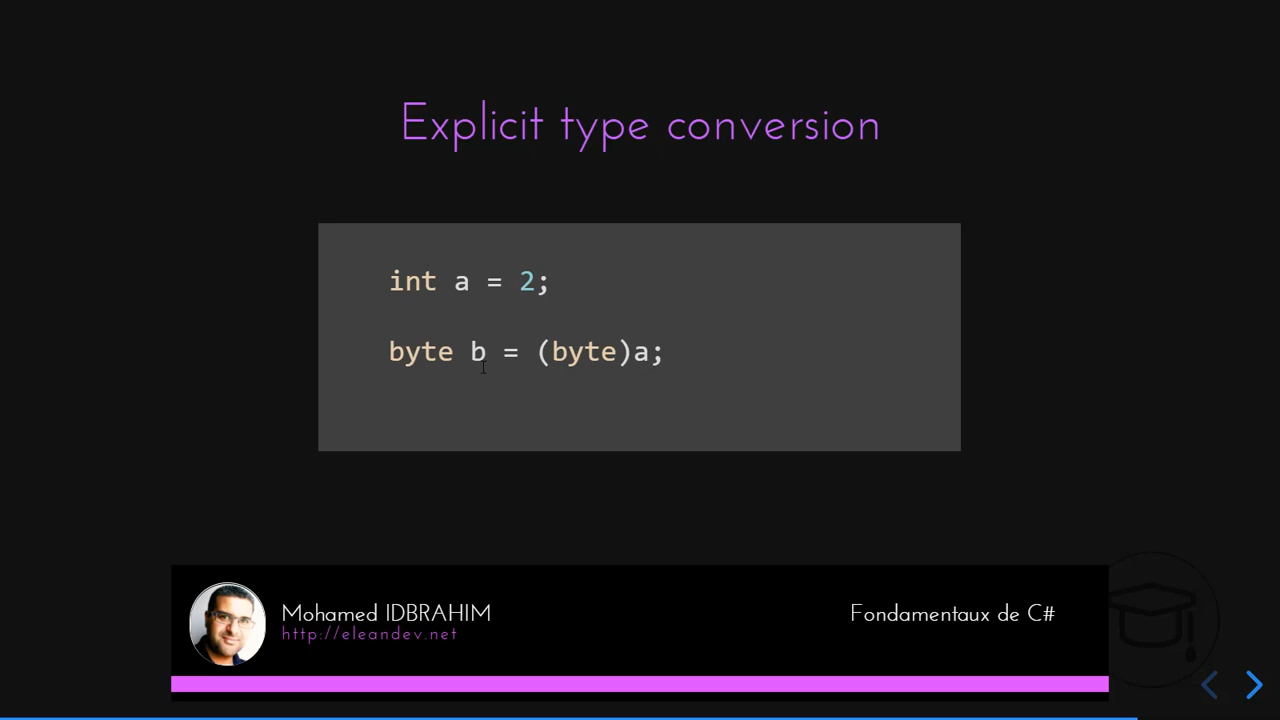 Explicit type conversion
int a = 2;
byte b = (byte)a;
Mohamed IDBRAHIM
http://eleandev.net
Fondamentaux de C#